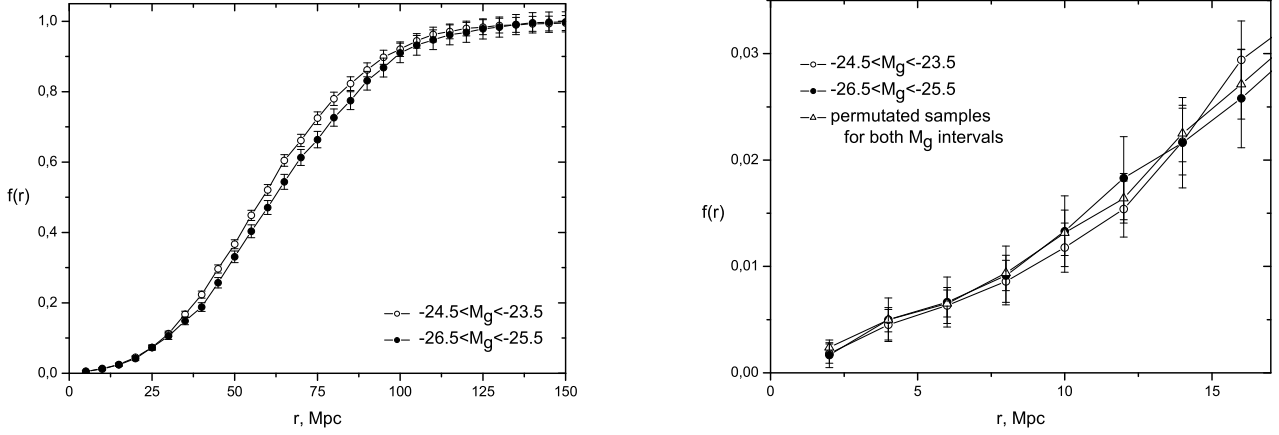 1,0
0,8
0,6
0,4
0,2
0,0
f(r)
0
25
50
75
100
125
150
r, Mpc
-24.5<Mg<-23.5
-26.5<Mg<-25.5
0,03
0,02
0,01
0,00
f(r)
0
5
10
15
r, Mpc
-24.5<Mg<-23.5
-26.5<Mg<-25.5
permutated samples
for both Mg intervals